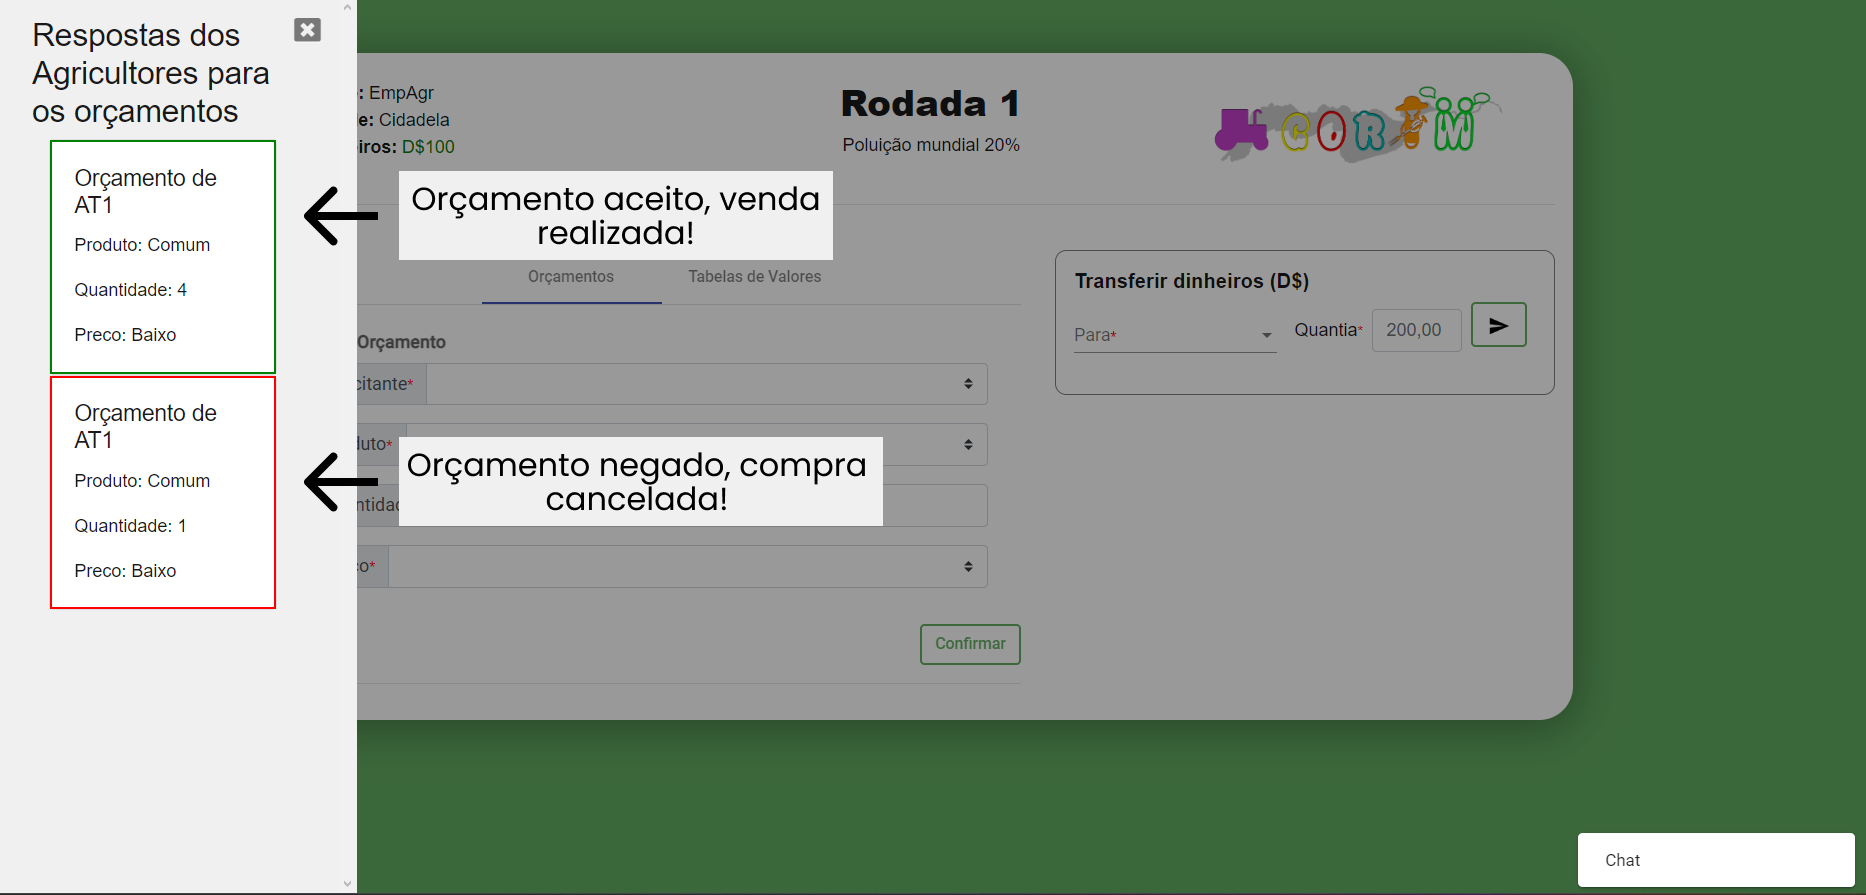 Respostas dos
Agricultores para
os orçamentos
Orçamento de
AT1
Produto: Comum
Quantidade: 4
Preco: Baixo
Orçamento de
AT1
Produto: Comum
Quantidade: 1
Preco: Baixo
: EmpAgr
e: Cidadela
iros: D$100
Rodada 1
Poluição mundial 20%
CORIM
Orçamento aceito, venda
realizada!
Orçamentos
Tabelas de Valores
Orçamento
citante*
duto*
Orçamento negado, compra
cancelada!
ntidad
o*
Confirmar
Transferir dinheiros (D$)
Para*
Quantia*
200,00
Chat